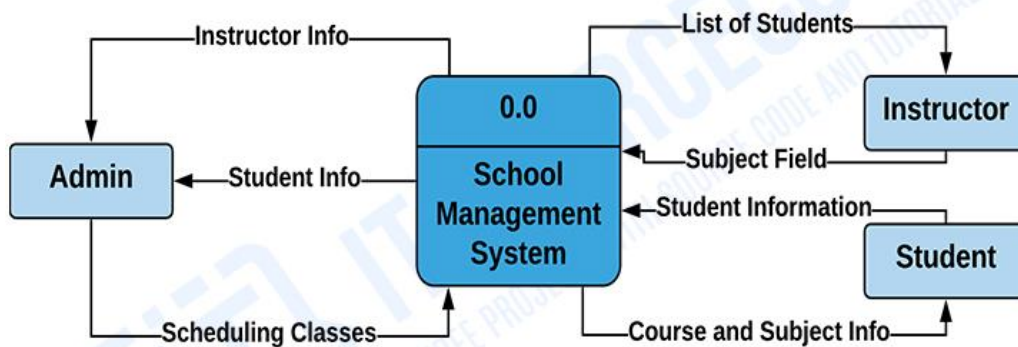 Instructor Info
List of Students
0.0
Instructor
Admin
Student Info
School
Management
System
Subject Field
Student Information
Student
Scheduling Classes
Course and Subject Info